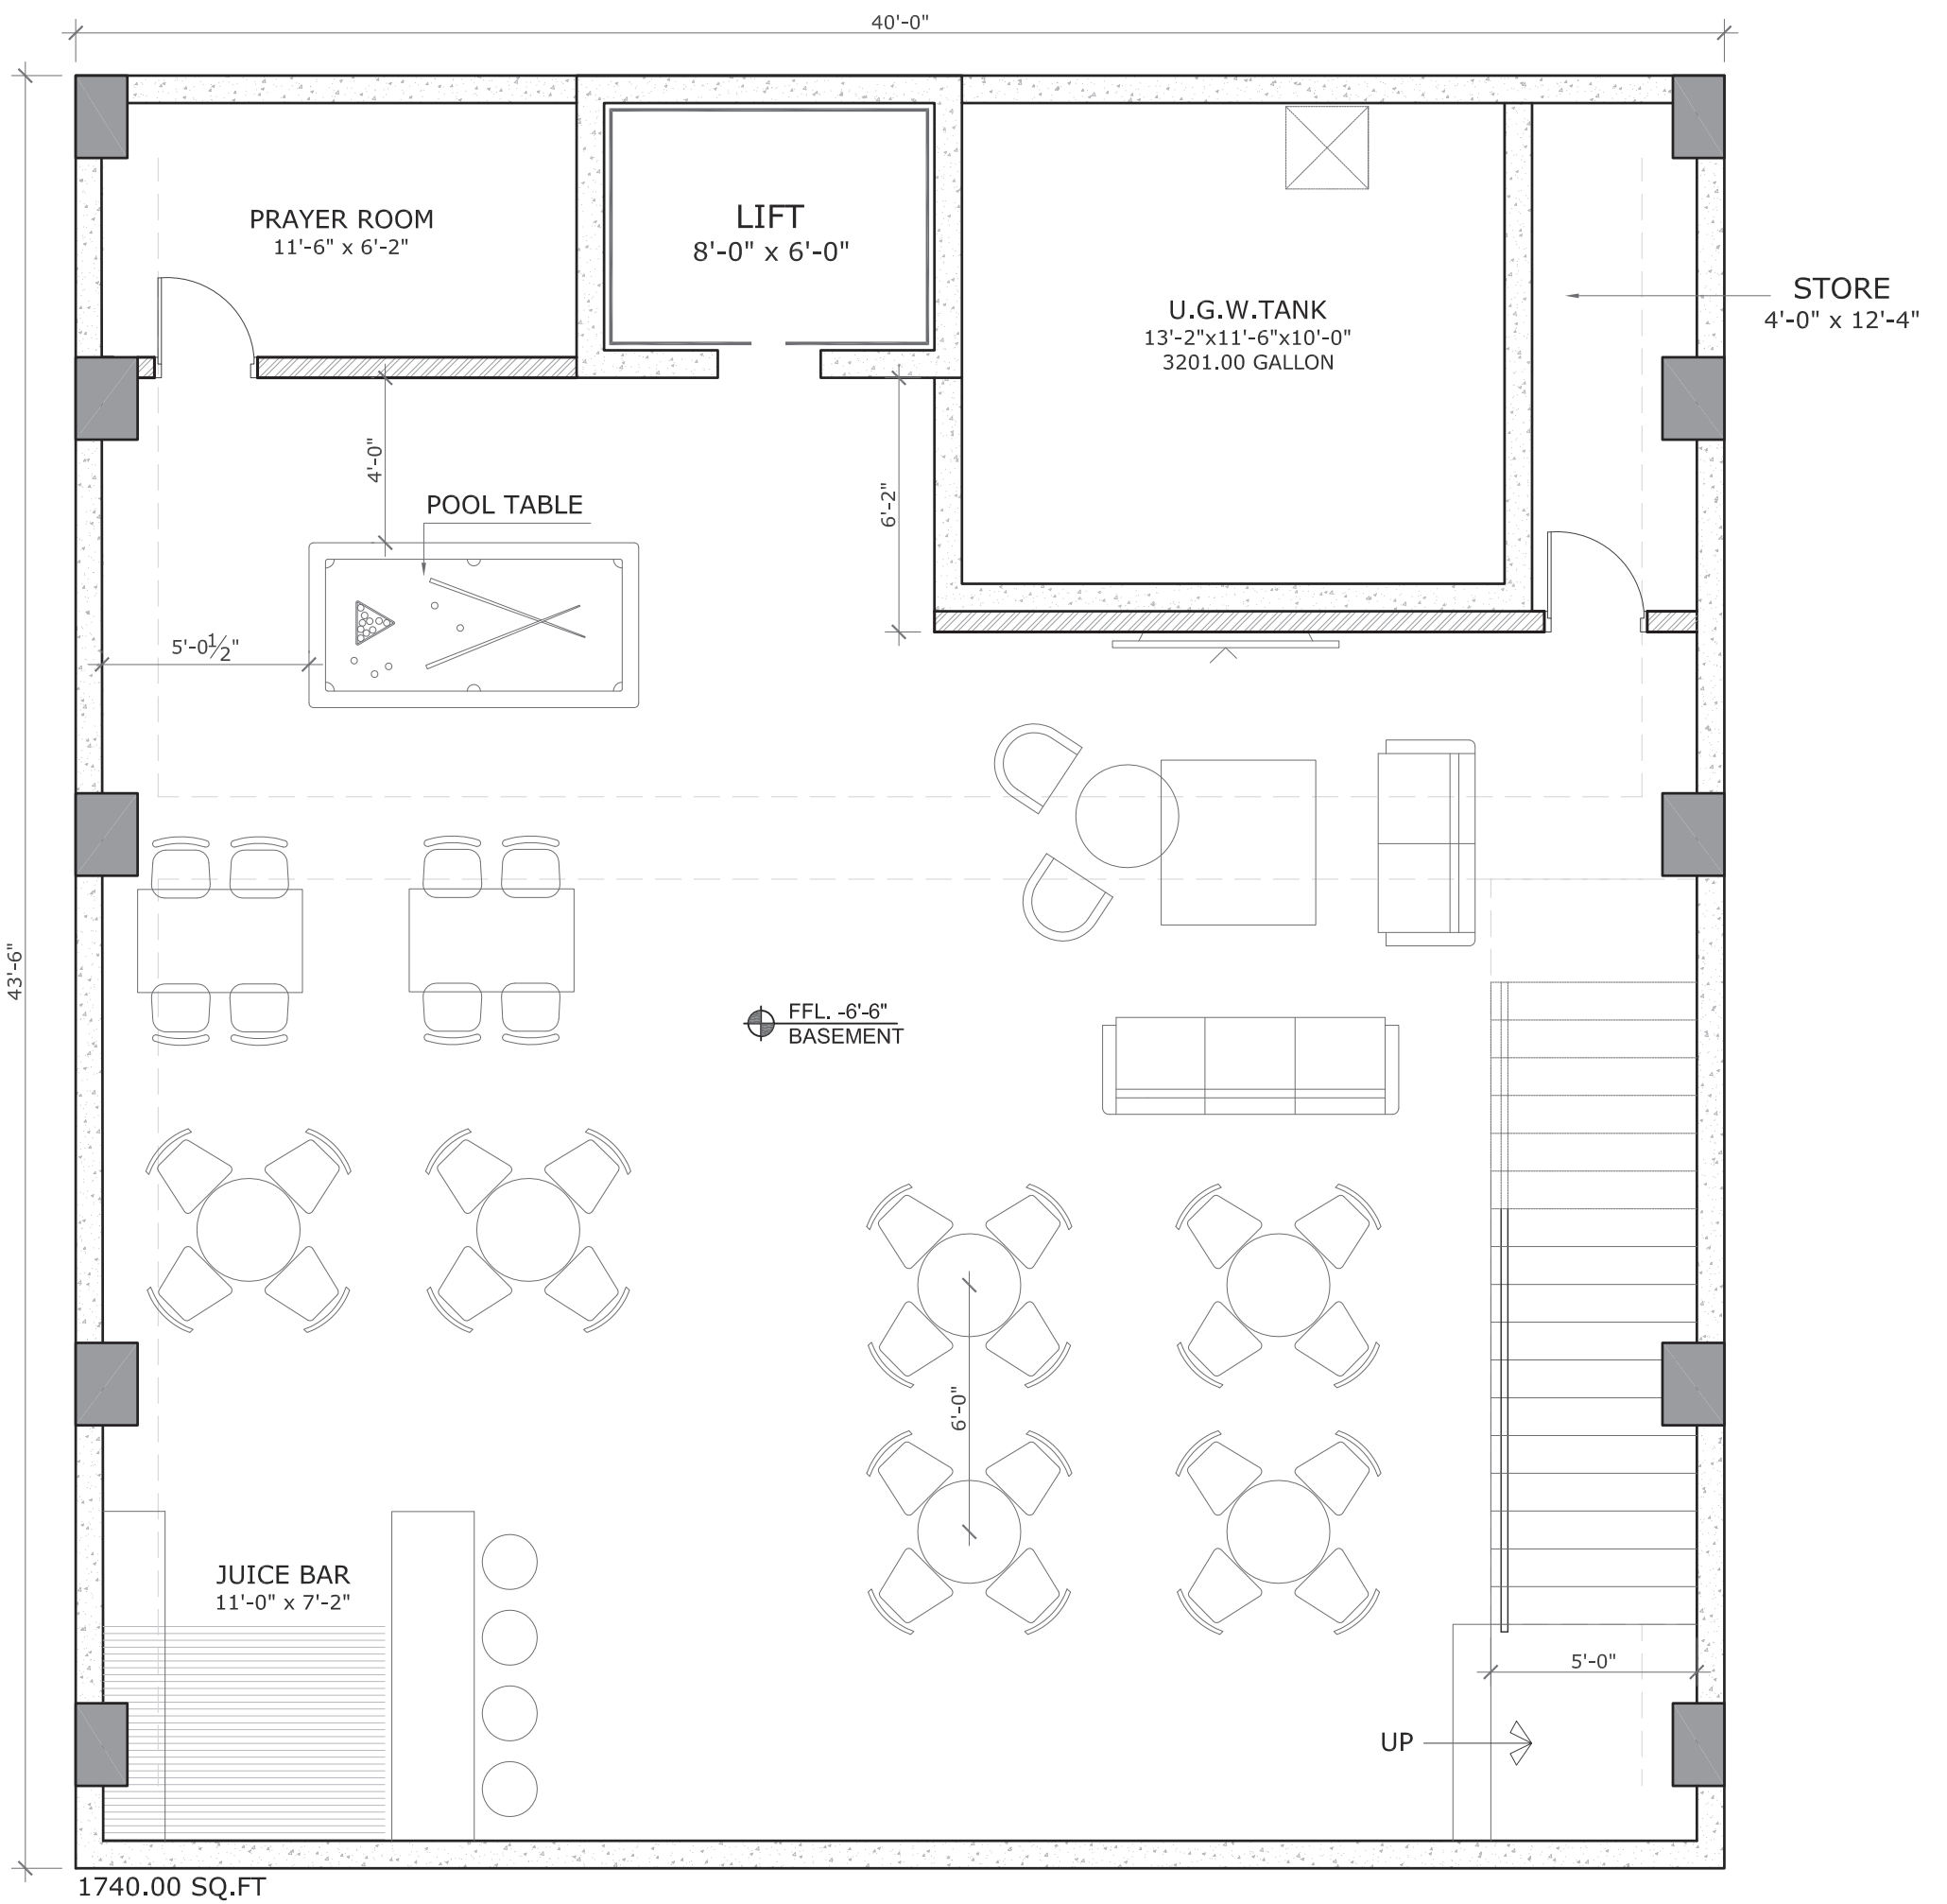 40'-0"
PRAYER ROOM
11'-6" x 6'-2"
LIFT
8'-0" x 6'-0"
U.G.W.TANK
13'-2"x11'-6"x10'-0"
3201.00 GALLON
STORE
4'-0" x 12'-4"
4'-0"
POOL TABLE
6'-2"
5'-0½"
43'-6"
FFL. -6'-6"
BASEMENT
6'-0"
JUICE BAR
11'-0" x 7'-2"
5'-0"
UP
1740.00 SQ.FT